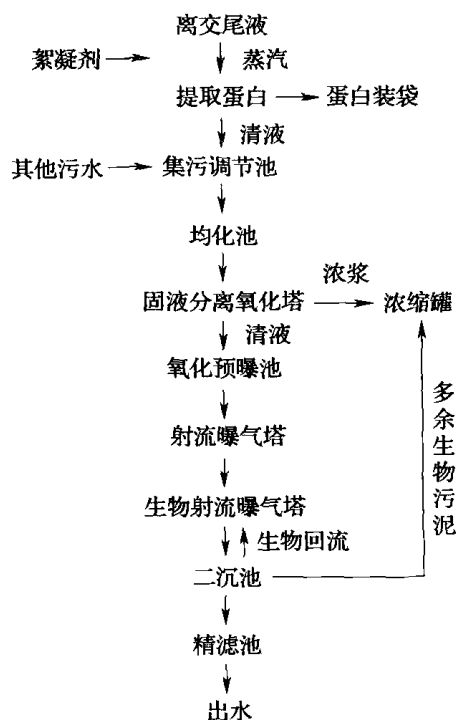 离交尾液
絮凝剂
蒸汽
提取蛋白
蛋白装袋
清液
其他污水
集污调节池
均化池
浓浆
固液分离氧化塔
浓缩罐
清液
氧化预曝池
多余生物污泥
射流曝气塔
生物射流曝气塔
生物回流
二沉池
精滤池
出水